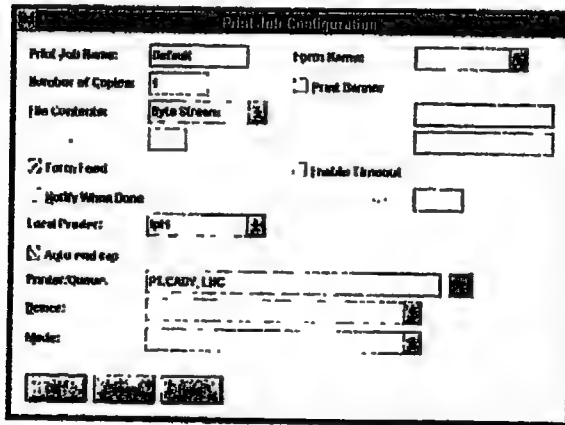 Print Job Configuration
Print Job Name: Default Form Name:
Number of Copies: 1 Print Banner
File Contents: Byte Stream
Form Feed Enable Timeout
Notify When Done
Local Printer:
Auto end cap
Printer/Queue:
Device:
Mode: